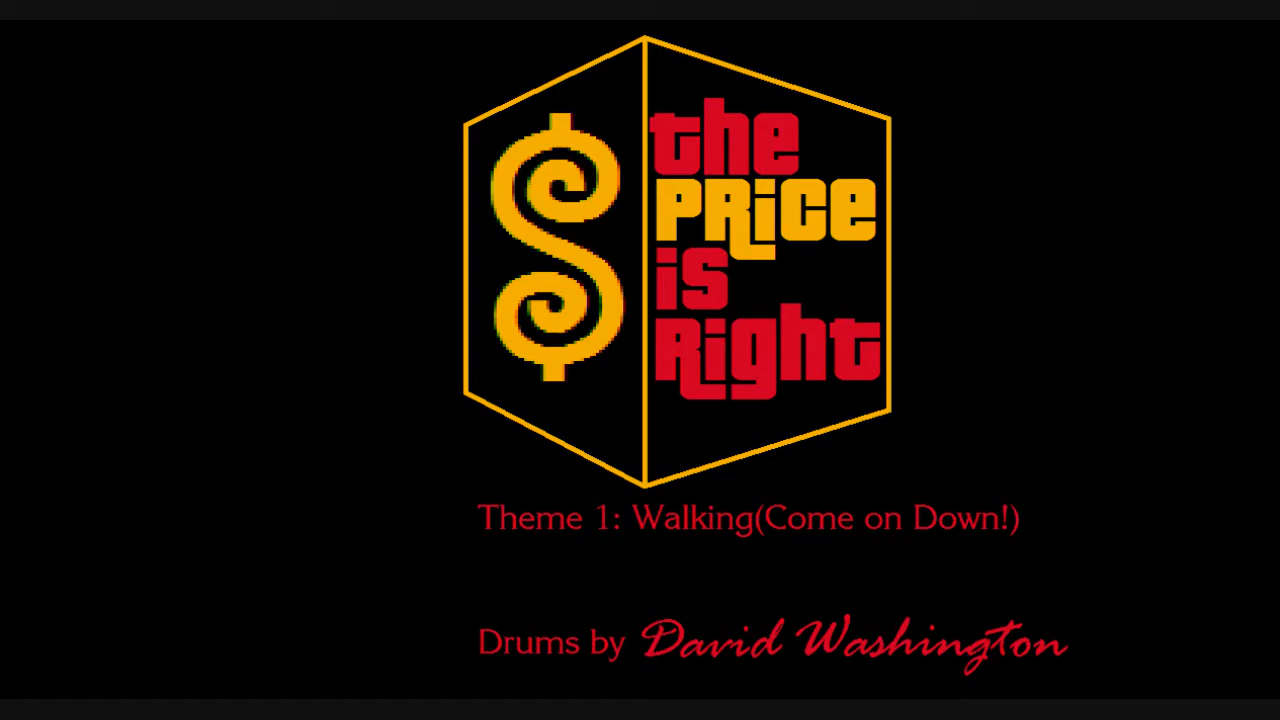 $
the
PRice
is
Right
Theme 1: Walking(Come on Down!)
Drums by David Washington